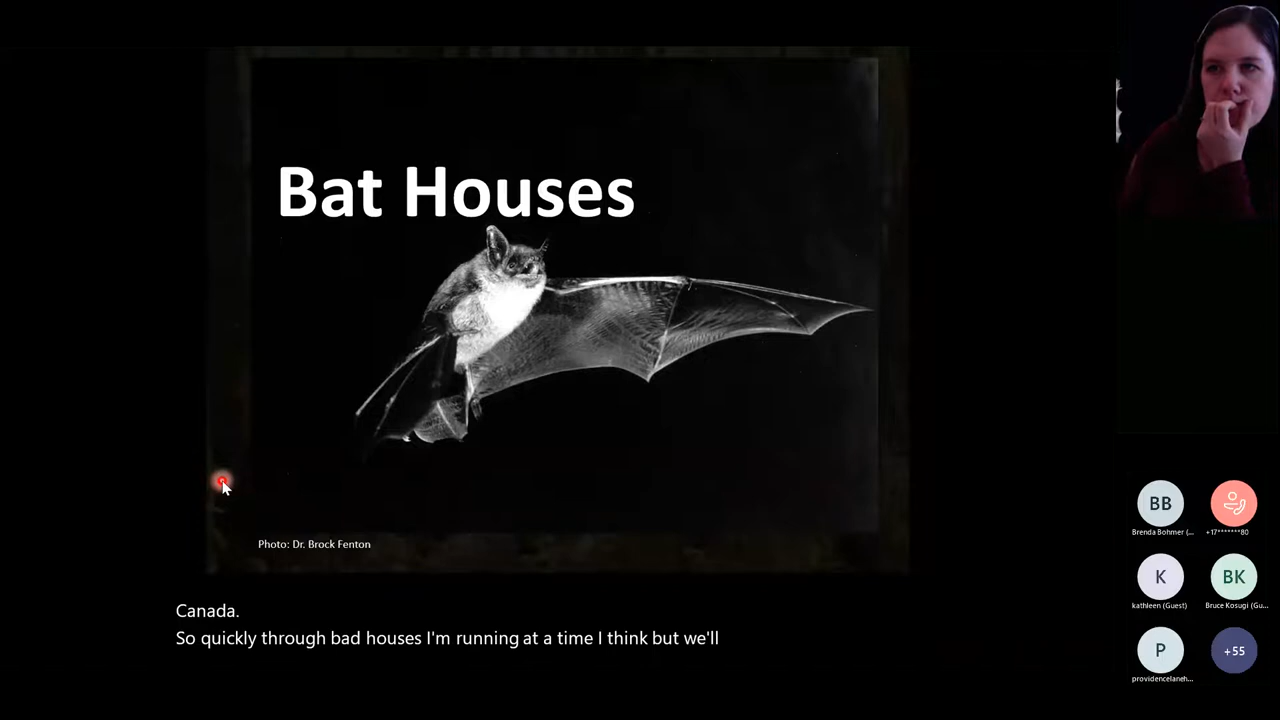 Bat Houses
Photo: Dr. Brock Fenton
Canada.
So quickly through bad houses I'm running at a time I think but we'll
BB
Brenda Bohmer (...
+17*******80
K
kathleen (Guest)
BK
Bruce Kosugi (Gu...
P
providencelaneh...
+55